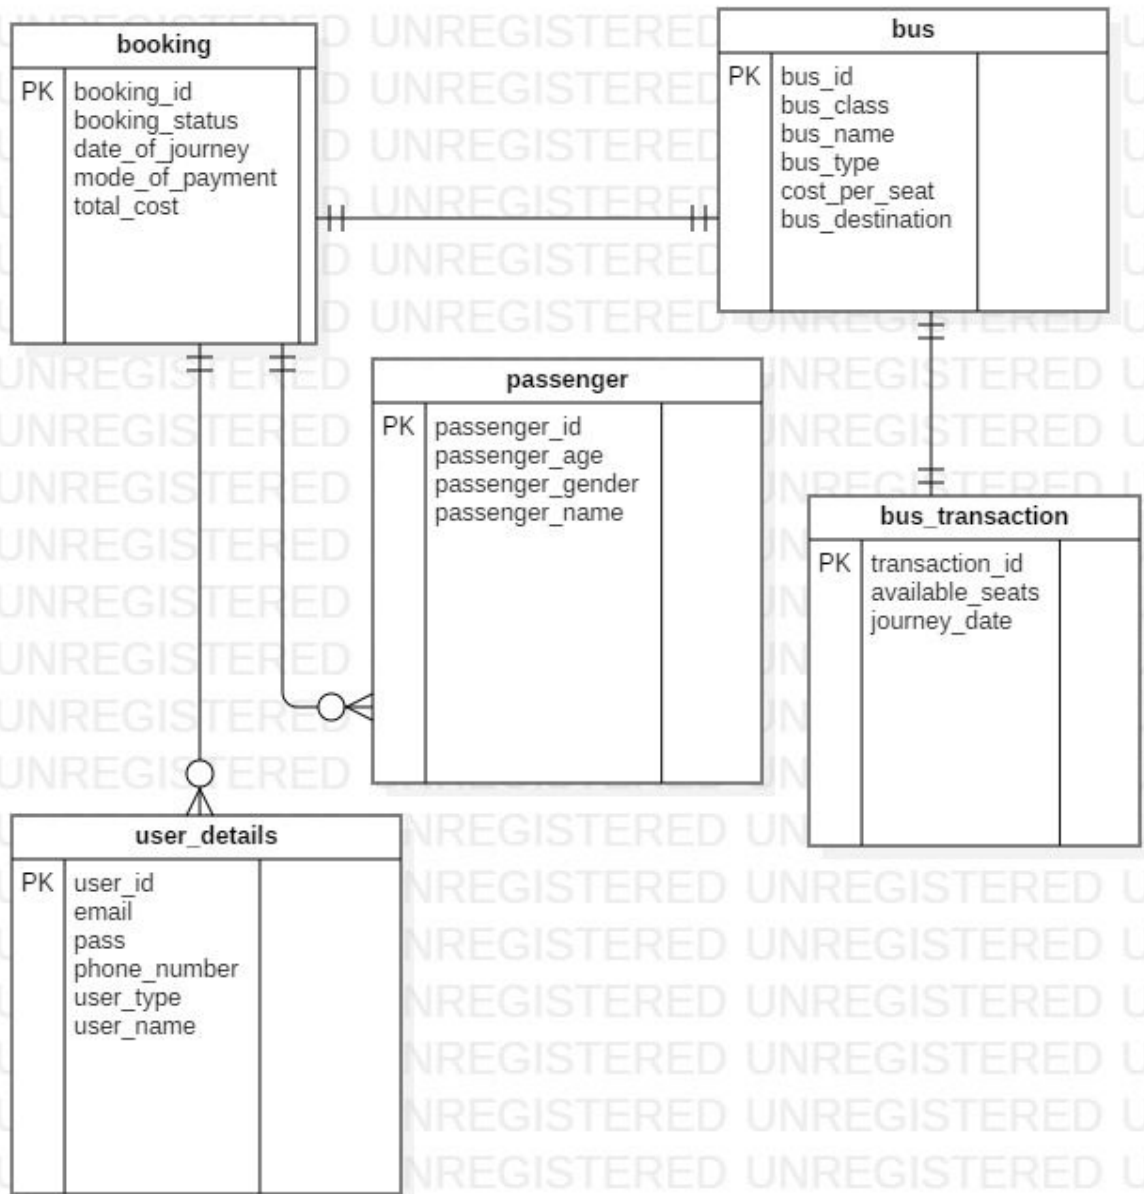 booking
PK booking_id
booking_status
date_of_journey
mode_of_payment
total_cost
bus
PK bus_id
bus_class
bus_name
bus_type
cost_per_seat
bus_destination
passenger
PK passenger_id
passenger_age
passenger_gender
passenger_name
bus_transaction
PK transaction_id
available_seats
journey_date
user_details
PK user_id
email
pass
phone_number
user_type
user_name
UNREGISTERED